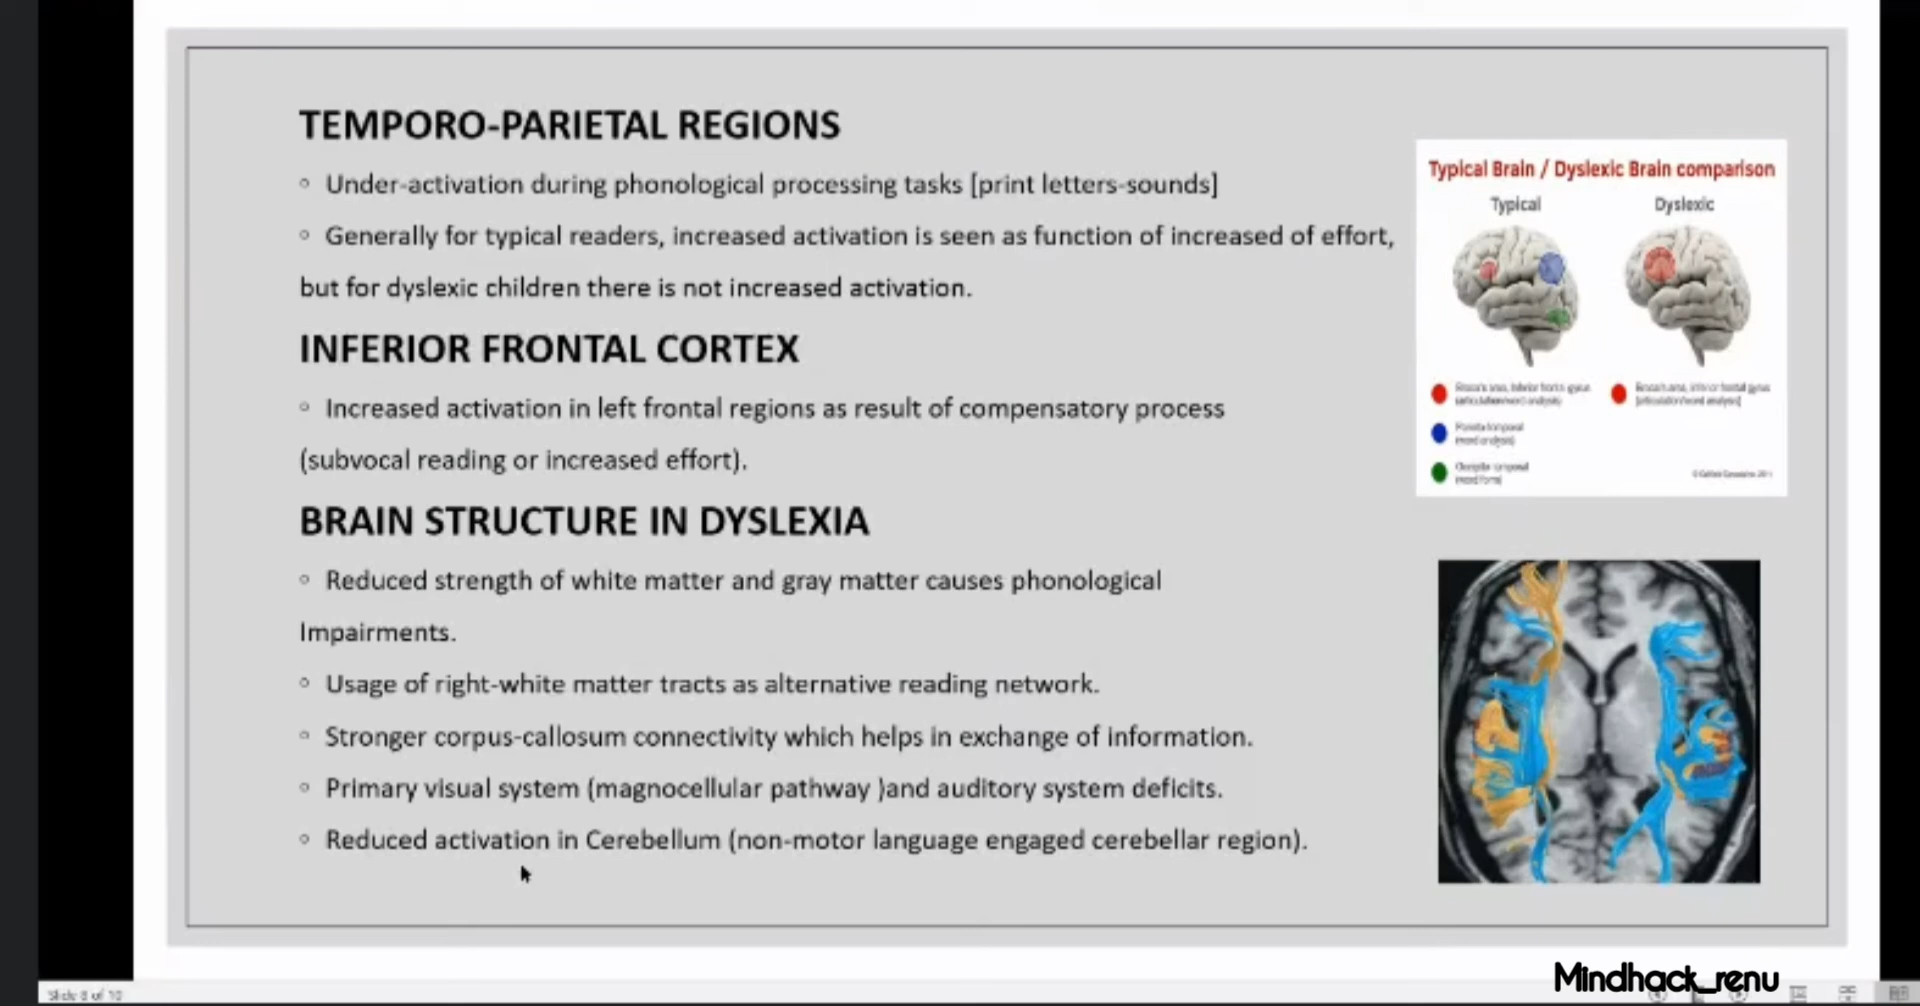 TEMPORO-PARIETAL REGIONS
Under-activation during phonological processing tasks [print letters-sounds]
Generally for typical readers, increased activation is seen as function of increased of effort,
but for dyslexic children there is not increased activation.
INFERIOR FRONTAL CORTEX
Increased activation in left frontal regions as result of compensatory process
(subvocal reading or increased effort).
BRAIN STRUCTURE IN DYSLEXIA
Reduced strength of white matter and gray matter causes phonological
Impairments.
Usage of right-white matter tracts as alternative reading network.
Stronger corpus-callosum connectivity which helps in exchange of information.
Primary visual system (magnocellular pathway )and auditory system deficits.
Reduced activation in Cerebellum (non-motor language engaged cerebellar region).
Typical Brain / Dyslexic Brain comparison
Typical
Dyslexic
Mindhack_renu
Slide 8 of 10